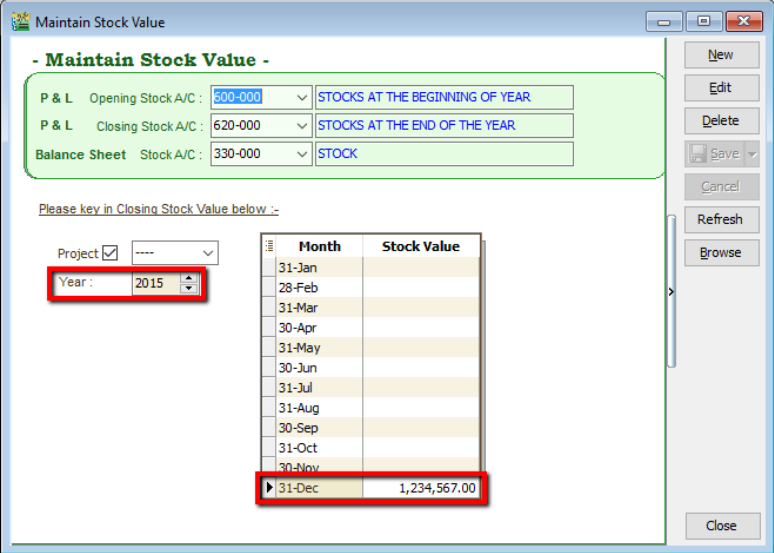 Maintain Stock Value
- Maintain Stock Value -
P & L Opening Stock A/C : 600-000 STOCKS AT THE BEGINNING OF YEAR
P & L Closing Stock A/C : 620-000 STOCKS AT THE END OF THE YEAR
Balance Sheet Stock A/C : 330-000 STOCK
Please key in Closing Stock Value below :-
Project ----
Year : 2015
Month Stock Value
31-Jan
28-Feb
31-Mar
30-Apr
31-May
30-Jun
31-Jul
31-Aug
30-Sep
31-Oct
30-Nov
31-Dec 1,234,567.00
New
Edit
Delete
Save
Cancel
Refresh
Browse
Close